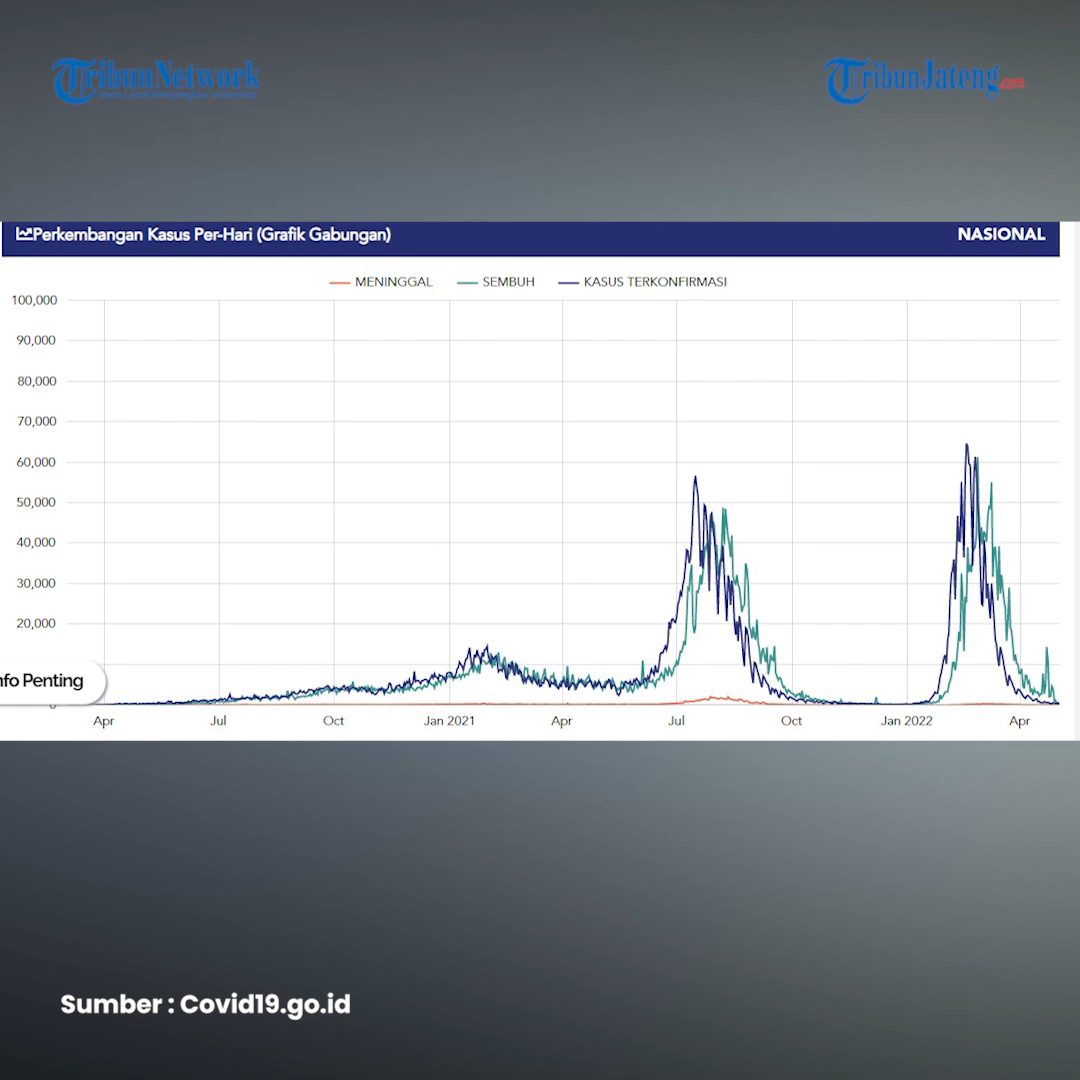 TribunNetwork
TribunJateng.com
Perkembangan Kasus Per-Hari (Grafik Gabungan)
NASIONAL
MENINGGAL
SEMBUH
KASUS TERKONFIRMASI
100,000
90,000
80,000
70,000
60,000
50,000
40,000
30,000
20,000
nfo Penting
0
Apr
Jul
Oct
Jan 2021
Apr
Jul
Oct
Jan 2022
Apr
Sumber : Covid19.go.id